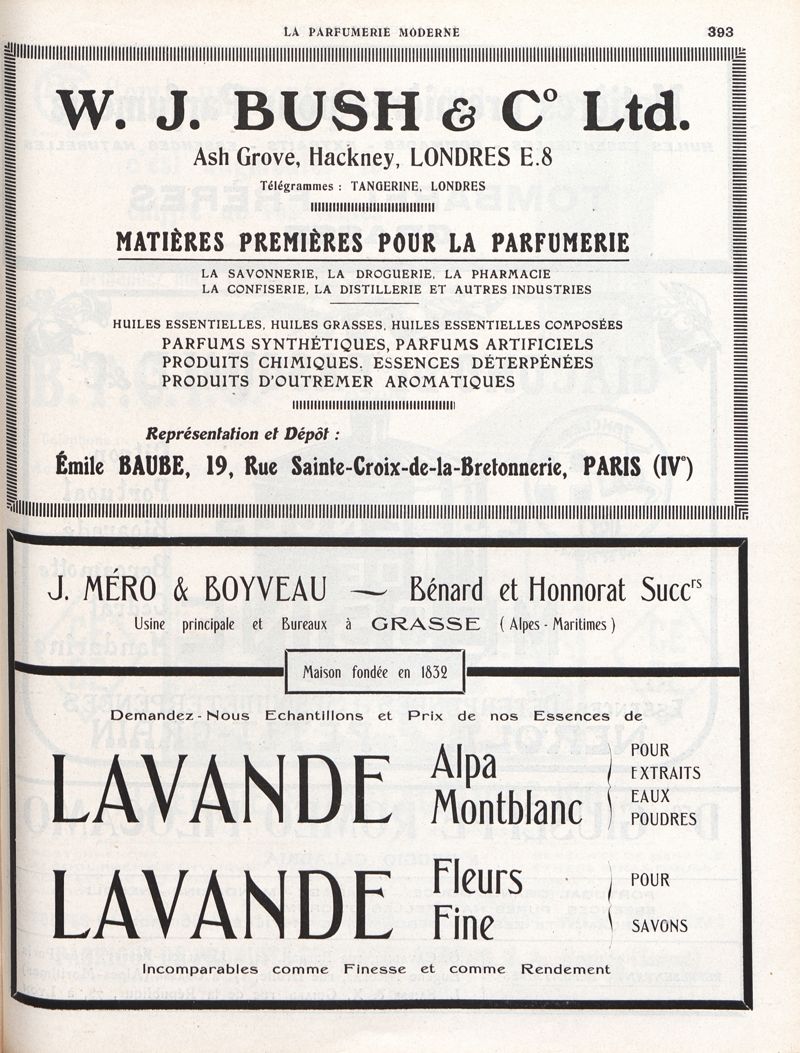 LA PARFUMERIE MODERNE 393
W. J. BUSH & Cº Ltd.
Ash Grove, Hackney, LONDRES E.8
Télégrammes : TANGERINE, LONDRES
MATIÈRES PREMIÈRES POUR LA PARFUMERIE
LA SAVONNERIE, LA DROGUERIE, LA PHARMACIE
LA CONFISERIE, LA DISTILLERIE ET AUTRES INDUSTRIES
HUILES ESSENTIELLES, HUILES GRASSES, HUILES ESSENTIELLES COMPOSÉES
PARFUMS SYNTHÉTIQUES, PARFUMS ARTIFICIELS
PRODUITS CHIMIQUES, ESSENCES DÉTERPÉNÉES
PRODUITS D'OUTREMER AROMATIQUES
Représentation et Dépôt :
Émile BAUBE, 19, Rue Sainte-Croix-de-la-Bretonnerie, PARIS (IVᵉ)
J. MÉRO & BOYVEAU — Bénard et Honnorat Succʳˢ
Usine principale et Bureaux à GRASSE (Alpes-Maritimes)
Maison fondée en 1832
Demandez-Nous Echantillons et Prix de nos Essences de
LAVANDE
Alpa
Montblanc
POUR
EXTRAITS
EAUX
POUDRES
LAVANDE
Fleurs
Fine
POUR
SAVONS
Incomparables comme Finesse et comme Rendement